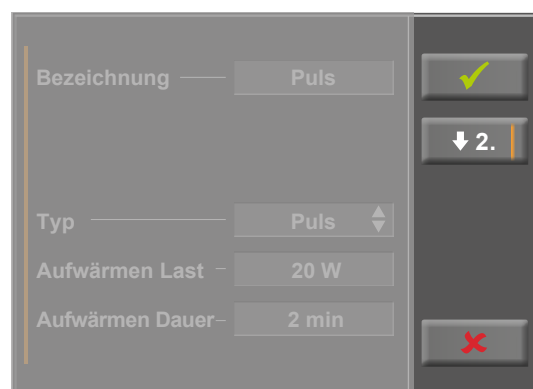 Bezeichnung Puls
2.
Typ Puls
Aufwärmen Last 20 W
Aufwärmen Dauer 2 min